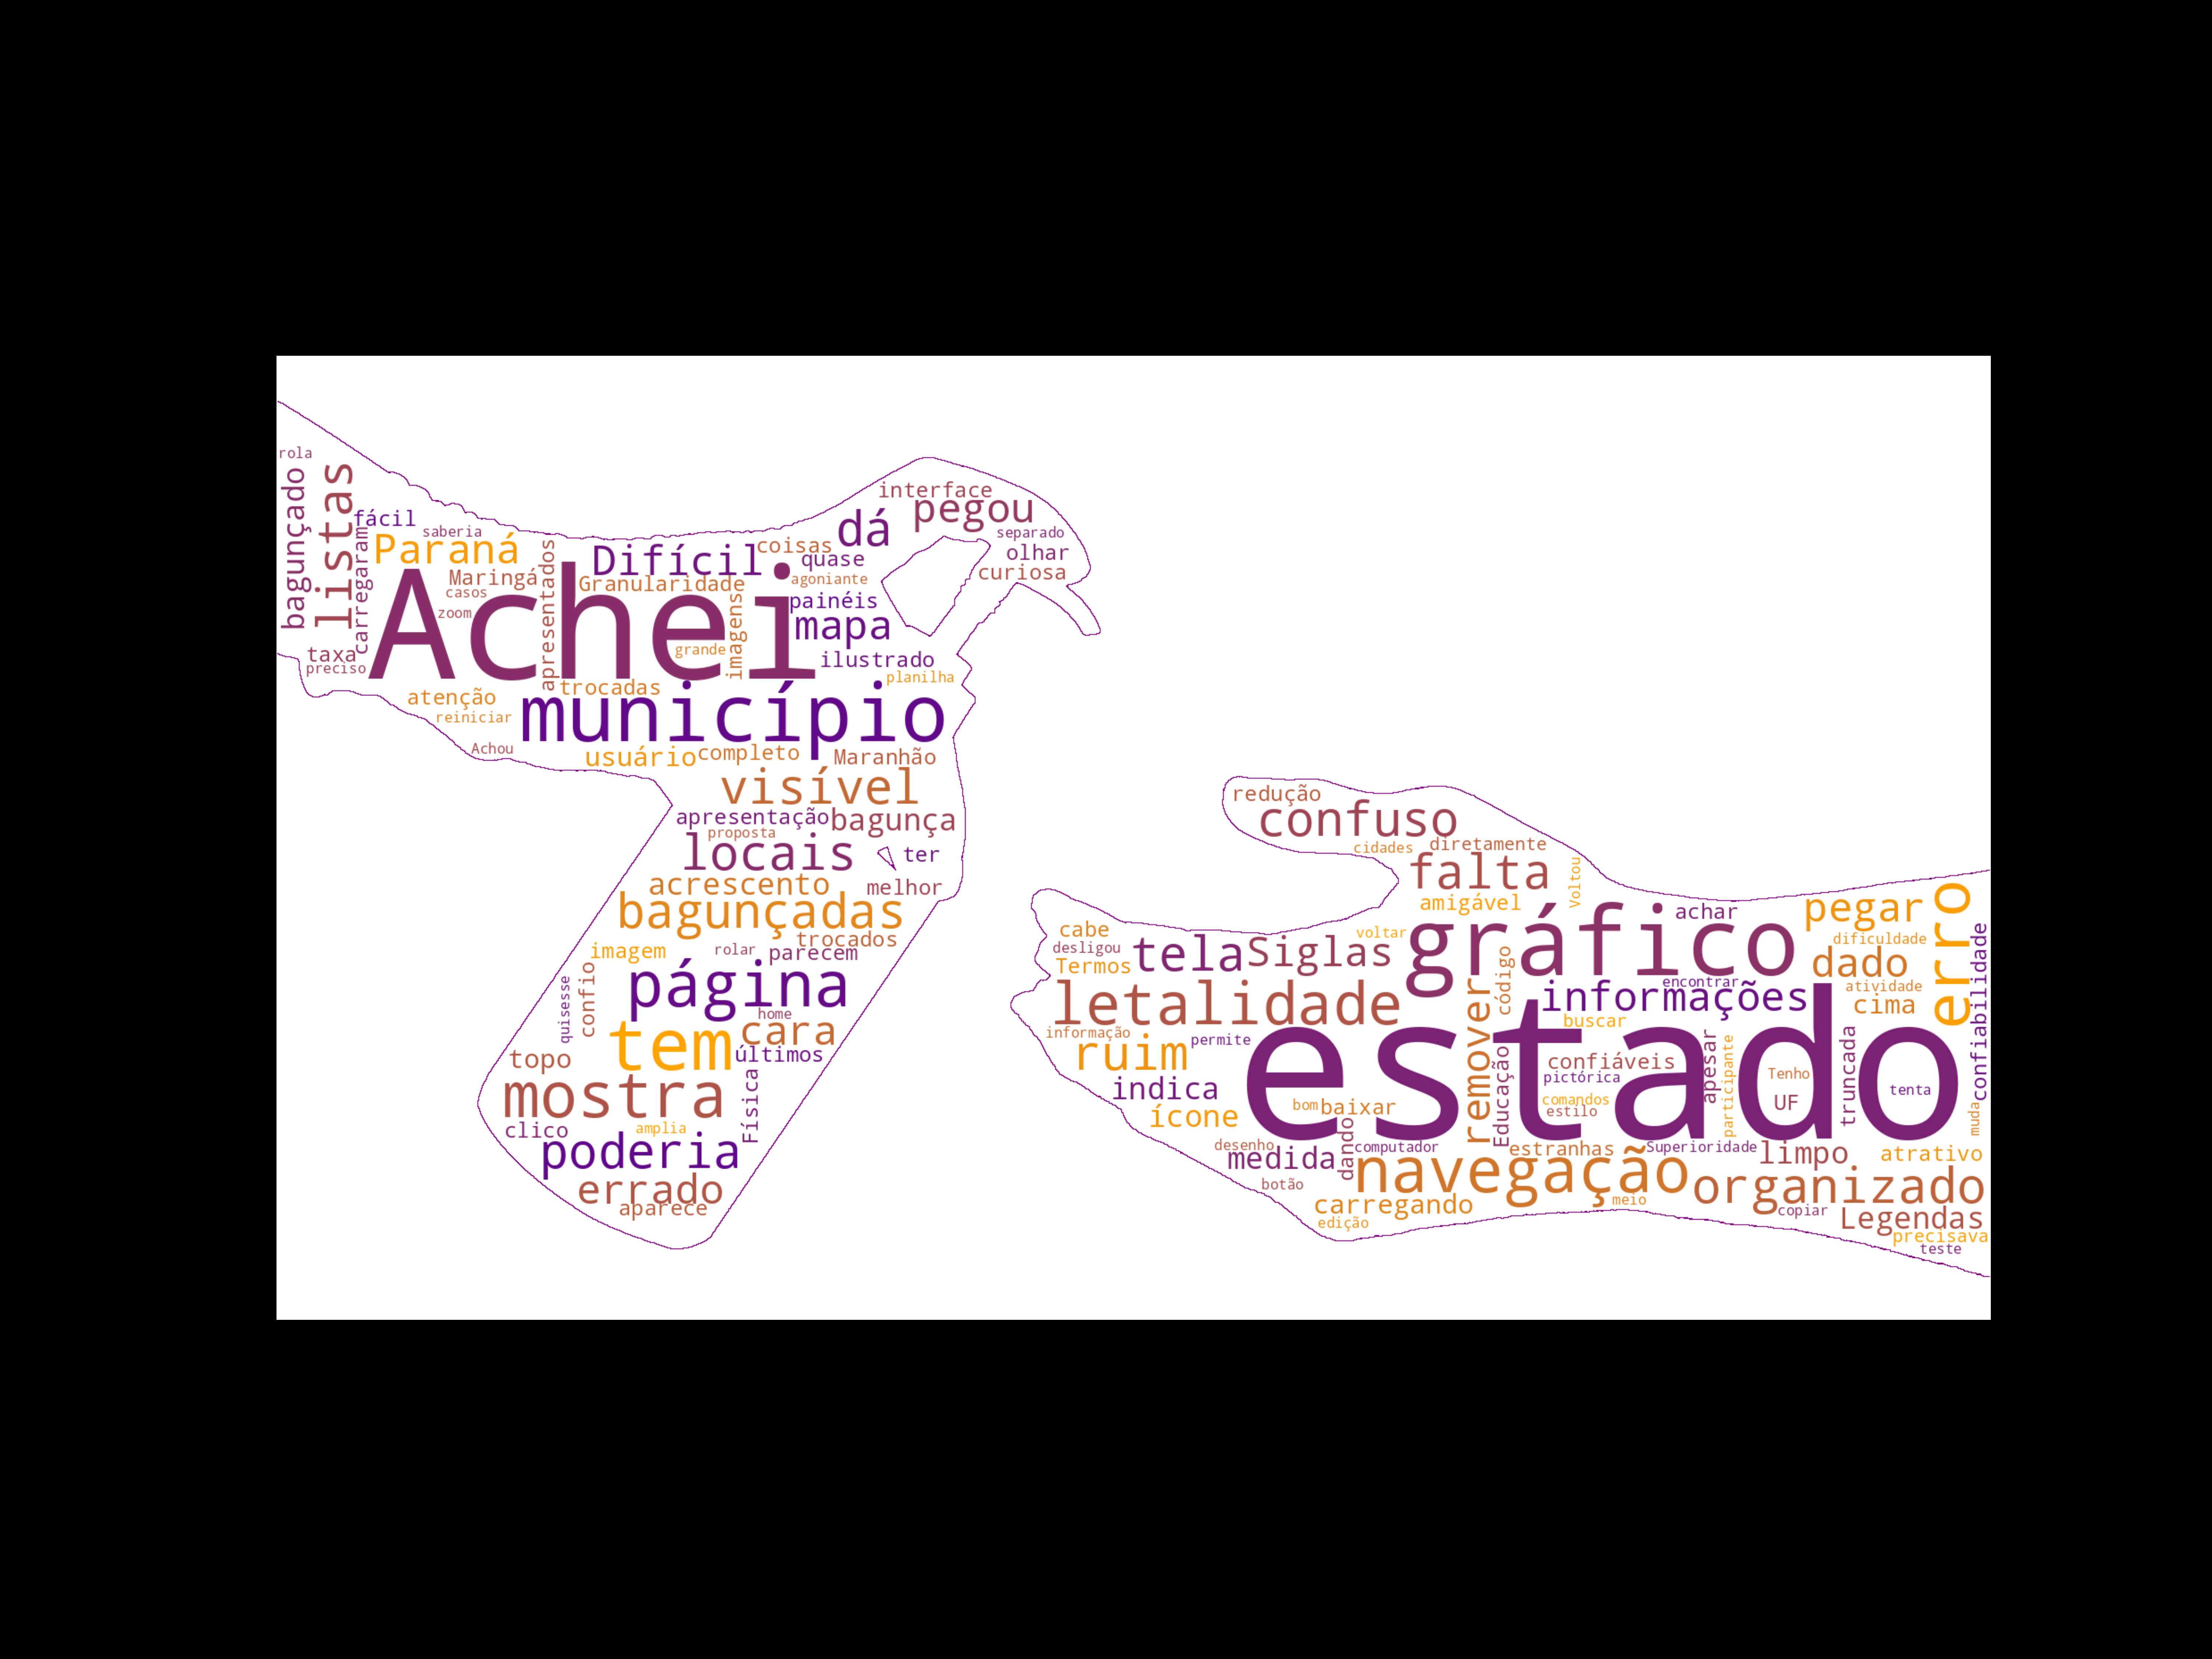 rola
bagunçado
listas
carregaram
fácil
saberia
Paraná
Maringá
casos
zoom
taxa
preciso
Achei
apresentados
Difícil
Granularidade
imagens
grande
coisas
quase
agoniante
painéis
mapa
ilustrado
planilha
dá
interface
pegou
separado
olhar
curiosa
atenção
reiniciar
Achou
trocadas
município
usuário
completo
Maranhão
visível
apresentação
bagunça
proposta
locais
ter
acrescento
melhor
bagunçadas
trocados
imagem
rolar
parecem
quisesse
confio
página
home
tem
cara
topo
últimos
mostra
Física
clico
amplia
poderia
errado
aparece
redução
confuso
cidades
diretamente
falta
Voltou
amigável
cabe
desligou
Termos
tela
Siglas
voltar
gráfico
achar
pegar
dificuldade
erro
dado
atividade
cima
confiabilidade
letalidade
informação
ruim
permite
indica
ícone
remover
código
informações
encontrar
buscar
estado
Educação
confiáveis
pictórica
comandos
estilo
apesar
participante
Tenho
UF
truncada
tenta
muda
bom
baixar
desenho
medida
dando
computador
estranhas
Superioridade
limpo
atrativo
botão
navegação
meio
organizado
carregando
edição
copiar
Legendas
precisava
teste